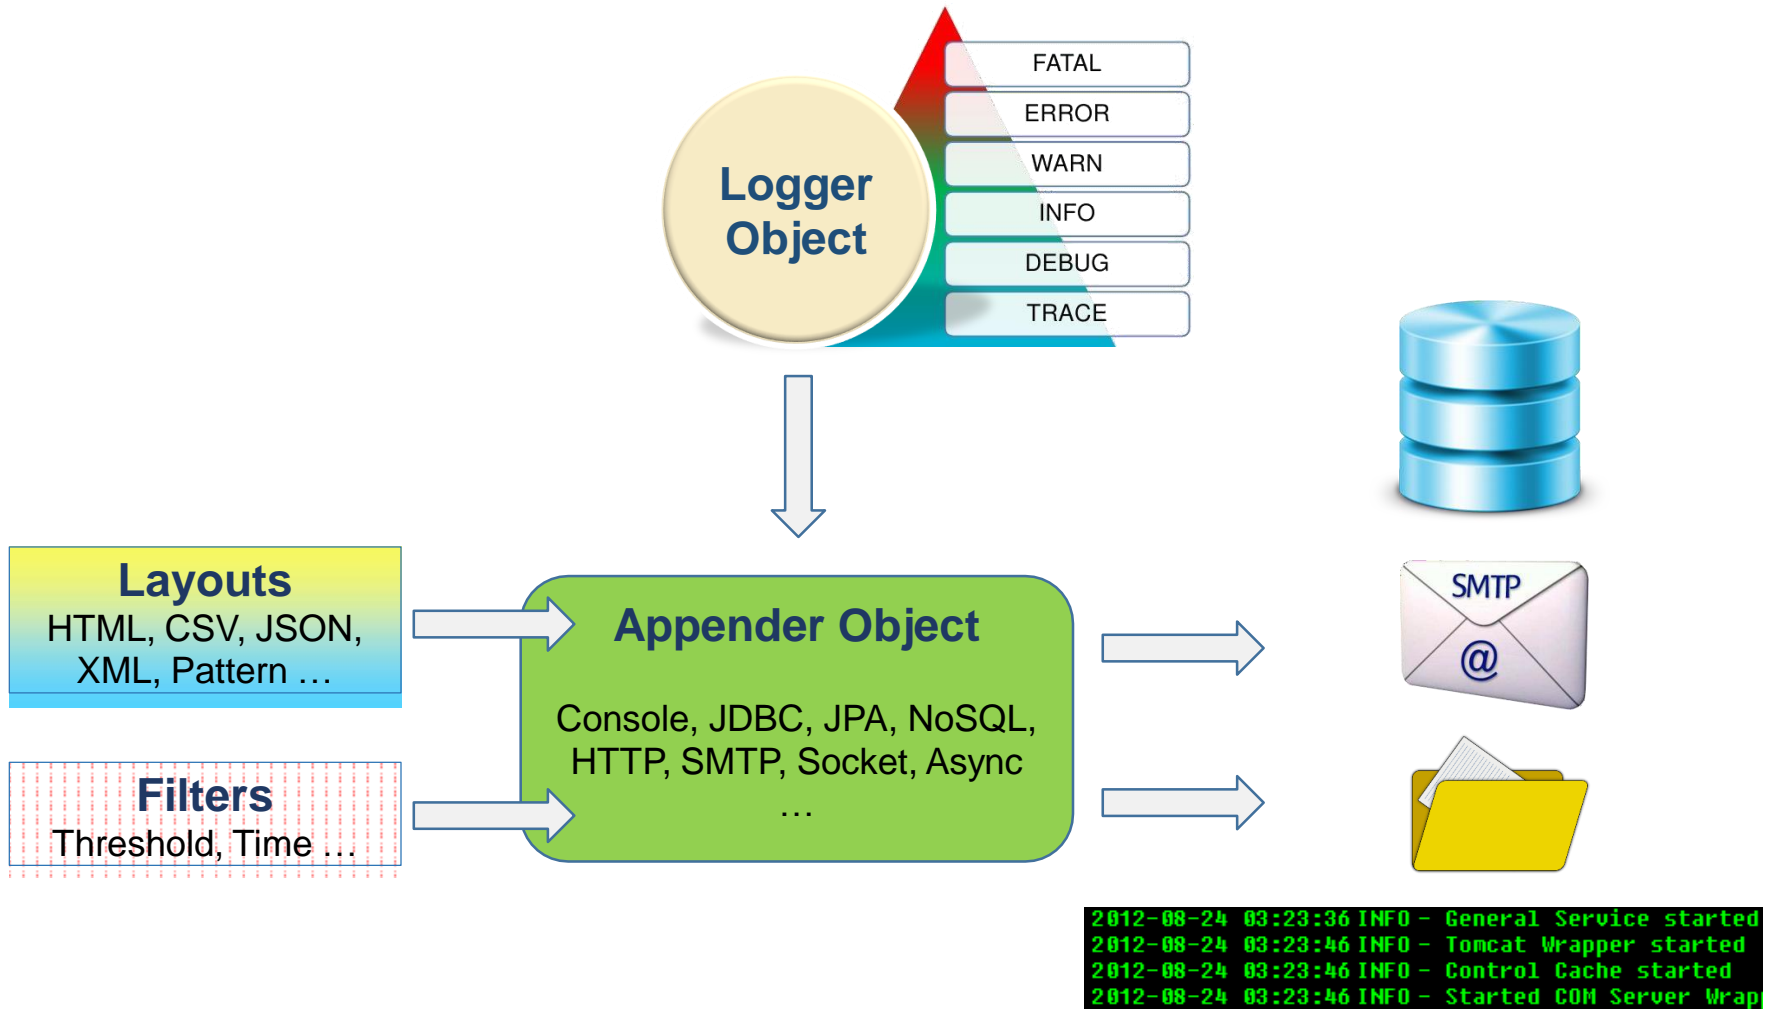 FATAL
ERROR
WARN
INFO
DEBUG
TRACE
Logger
Object
SMTP
@
Layouts
HTML, CSV, JSON,
XML, Pattern …
Filters
Threshold, Time …
Appender Object
Console, JDBC, JPA, NoSQL,
HTTP, SMTP, Socket, Async
…
2012-08-24 03:23:36 INFO - General Service started
2012-08-24 03:23:46 INFO - Tomcat Wrapper started
2012-08-24 03:23:46 INFO - Control Cache started
2012-08-24 03:23:46 INFO - Started COM Server